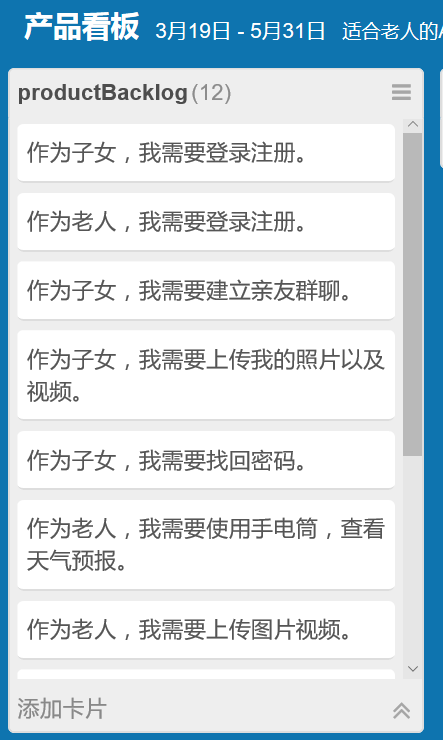 产品看板 3月19日 - 5月31日 适合老人的
productBacklog (12)
作为子女，我需要登录注册。
作为老人，我需要登录注册。
作为子女，我需要建立亲友群聊。
作为子女，我需要上传我的照片以及
视频。
作为子女，我需要找回密码。
作为老人，我需要使用手电筒，查看
天气预报。
作为老人，我需要上传图片视频。
添加卡片